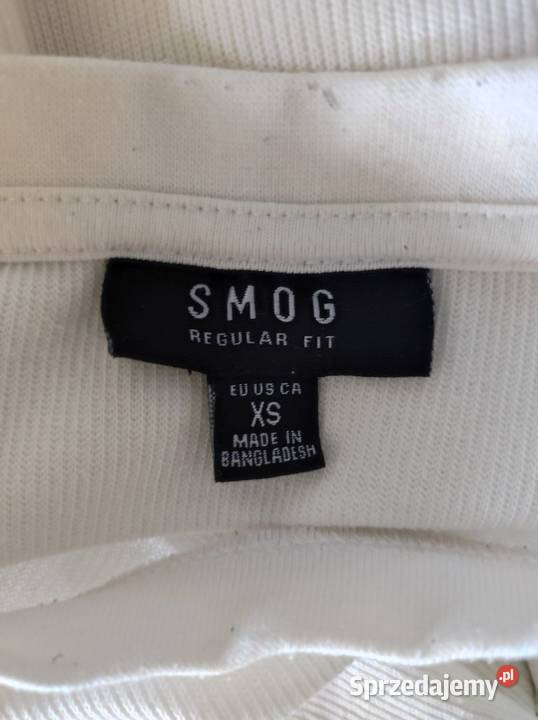 SMOG
REGULAR FIT
EU US CA
XS
MADE IN
BANGLADESH
Sprzedajemy.pl